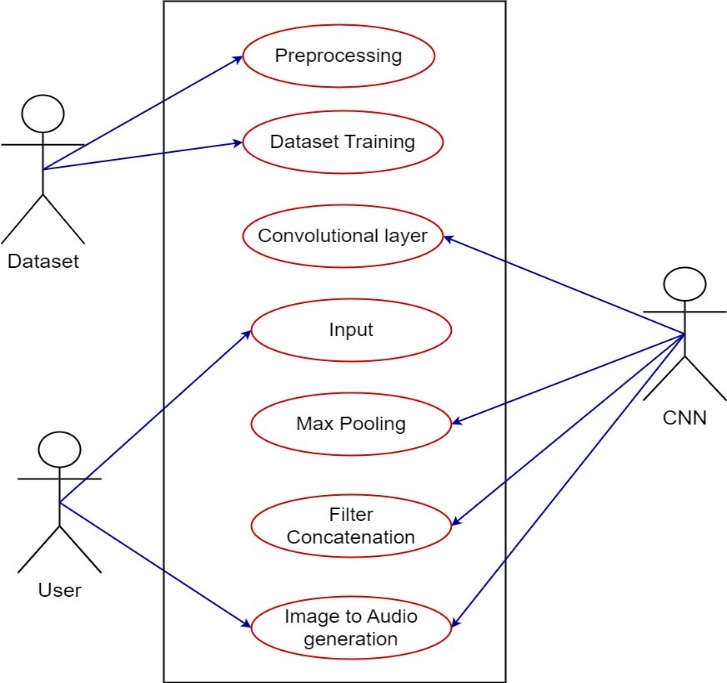 Preprocessing
Dataset Training
Dataset
Convolutional layer
Input
Max Pooling
CNN
Filter
Concatenation
User
Image to Audio
generation